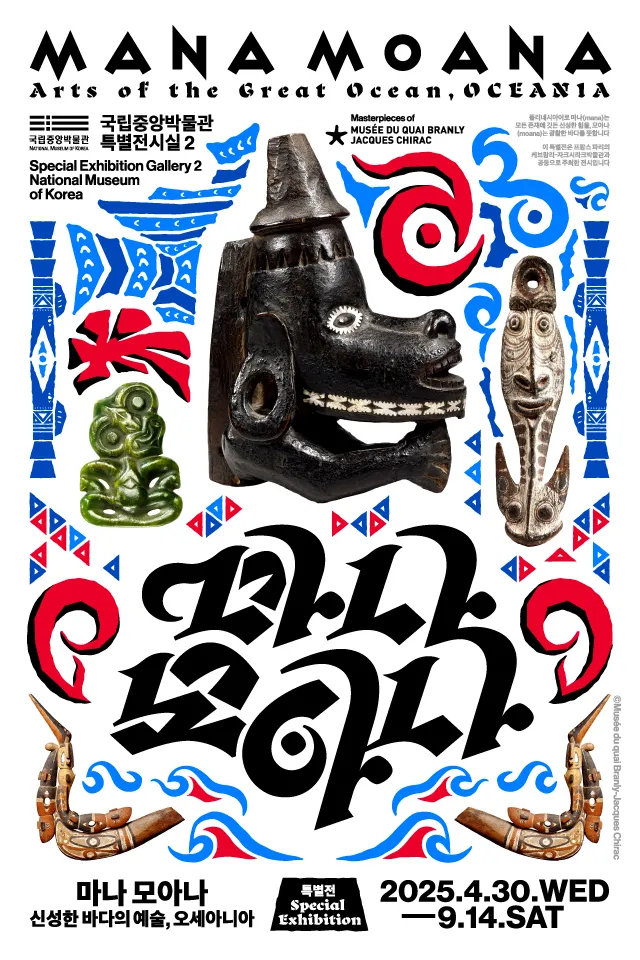 MANA MOANA
Arts of the Great Ocean, OCEANIA
국립중앙박물관
NATIONAL MUSEUM OF KOREA
국립중앙박물관
특별전시실 2
Special Exhibition Gallery 2
National Museum
of Korea
Masterpieces of
MUSÉE DU QUAI BRANLY
JACQUES CHIRAC
폴리네시아어로 마나(mana)는
모든 존재에 깃든 신성한 힘을, 모아나
(moana)는 광활한 바다를 뜻합니다
이 특별전은 프랑스 파리의
케브랑리-자크시라크박물관과
공동으로 주최한 전시입니다
마나
모아나
©Musée du quai Branly-Jacques Chirac
마나 모아나
신성한 바다의 예술, 오세아니아
특별전
Special
Exhibition
2025.4.30.WED
—9.14.SAT